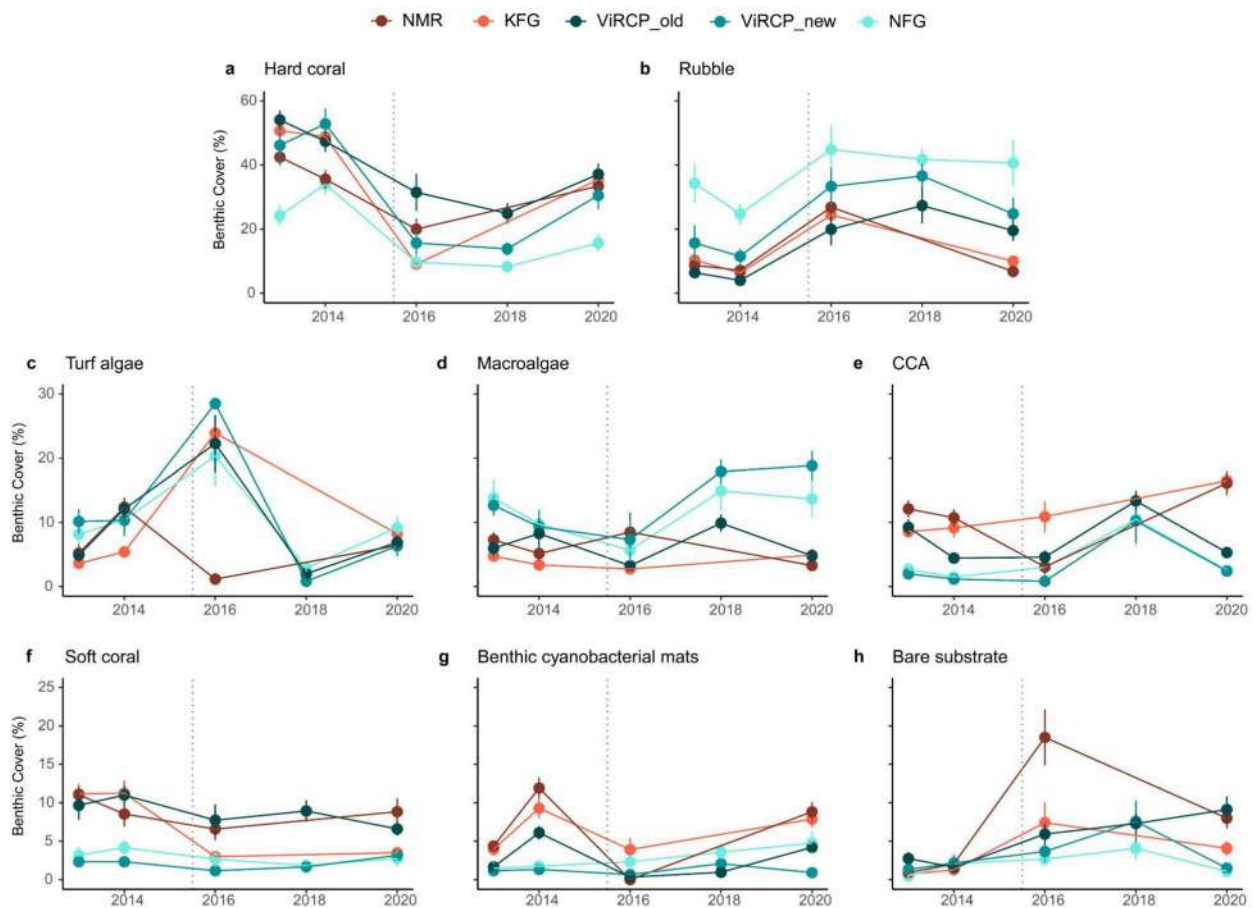 NMR KFG ViRCP_old ViRCP_new NFG
a Hard coral b Rubble
Benthic Cover (%)
60
40
20
0
2014 2016 2018 2020
2014 2016 2018 2020
c Turf algae d Macroalgae e CCA
Benthic Cover (%)
30
20
10
0
2014 2016 2018 2020
2014 2016 2018 2020
2014 2016 2018 2020
f Soft coral g Benthic cyanobacterial mats h Bare substrate
Benthic Cover (%)
25
20
15
10
5
0
2014 2016 2018 2020
2014 2016 2018 2020
2014 2016 2018 2020